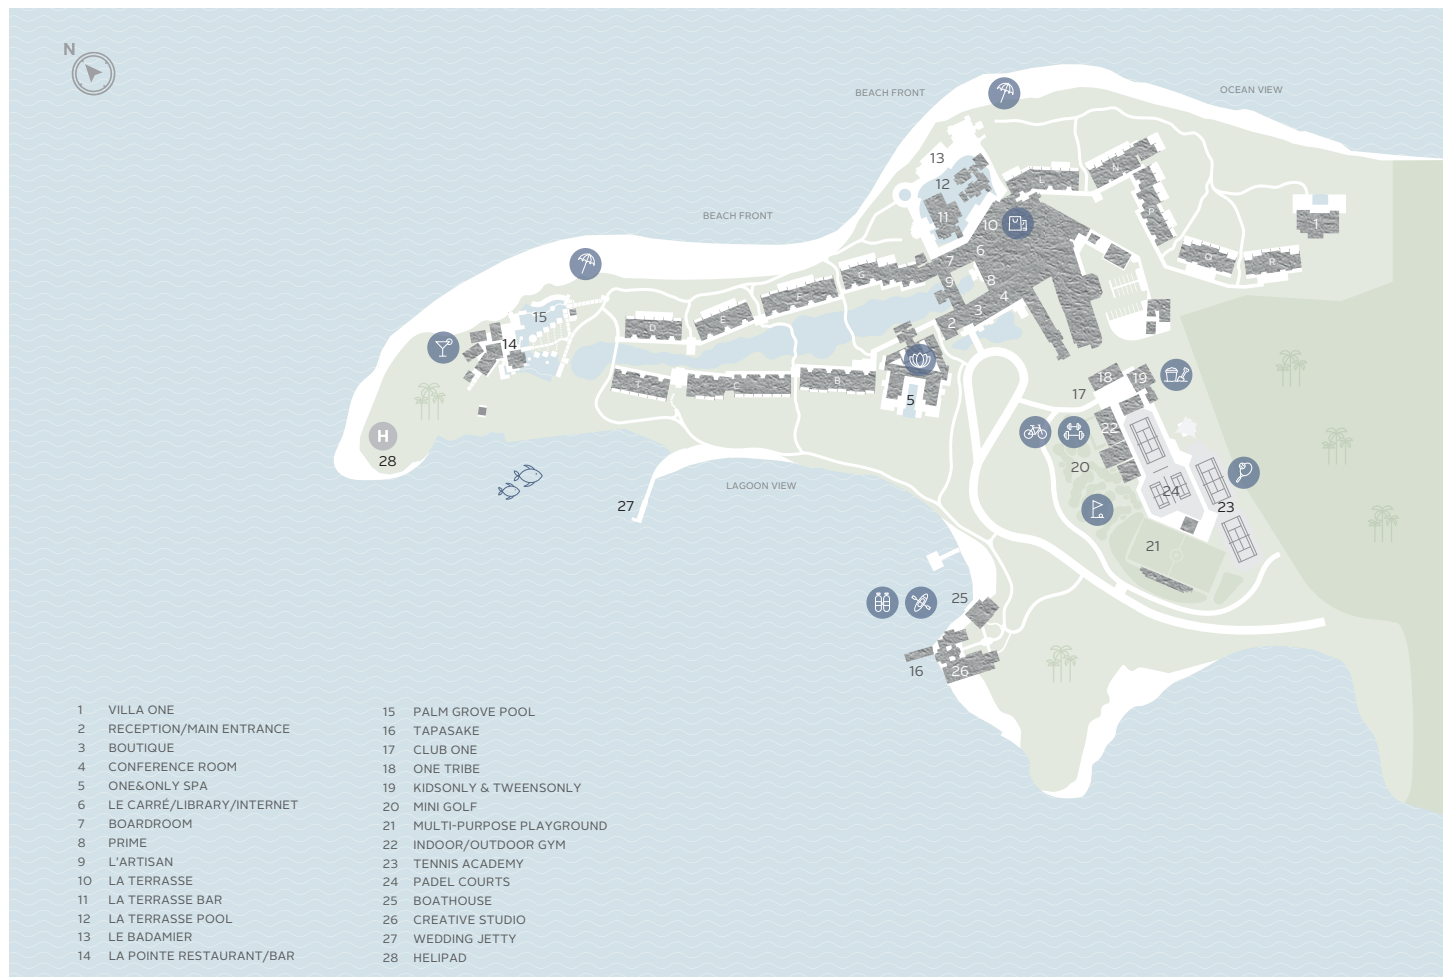 N
BEACH FRONT
OCEAN VIEW
BEACH FRONT
LAGOON VIEW
13
12
11
10
6
7
9
8
4
3
2
5
1
L
N
P
Q
R
G
F
E
D
T
C
B
15
14
H
28
27
17
18
19
22
20
24
23
21
25
16
26
1 VILLA ONE
2 RECEPTION/MAIN ENTRANCE
3 BOUTIQUE
4 CONFERENCE ROOM
5 ONE&ONLY SPA
6 LE CARRÉ/LIBRARY/INTERNET
7 BOARDROOM
8 PRIME
9 L'ARTISAN
10 LA TERRASSE
11 LA TERRASSE BAR
12 LA TERRASSE POOL
13 LE BADAMIER
14 LA POINTE RESTAURANT/BAR
15 PALM GROVE POOL
16 TAPASAKE
17 CLUB ONE
18 ONE TRIBE
19 KIDSONLY & TWEENSONLY
20 MINI GOLF
21 MULTI-PURPOSE PLAYGROUND
22 INDOOR/OUTDOOR GYM
23 TENNIS ACADEMY
24 PADEL COURTS
25 BOATHOUSE
26 CREATIVE STUDIO
27 WEDDING JETTY
28 HELIPAD